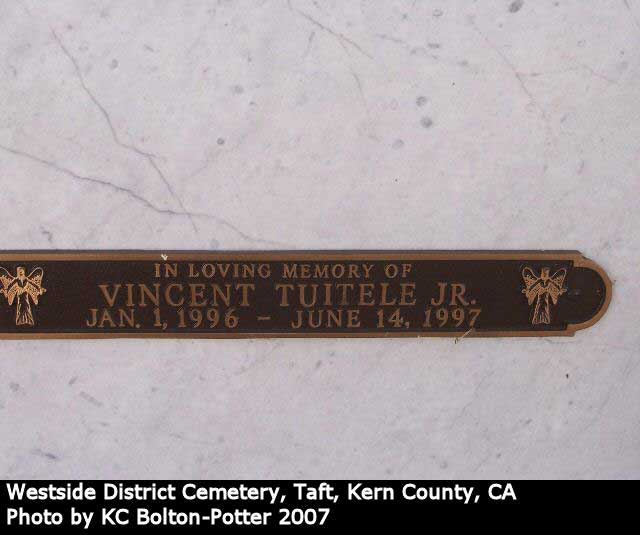 IN LOVING MEMORY OF
VINCENT TUITELE JR.
JAN. 1, 1996 – JUNE 14, 1997
Westside District Cemetery, Taft, Kern County, CA
Photo by KC Bolton-Potter 2007